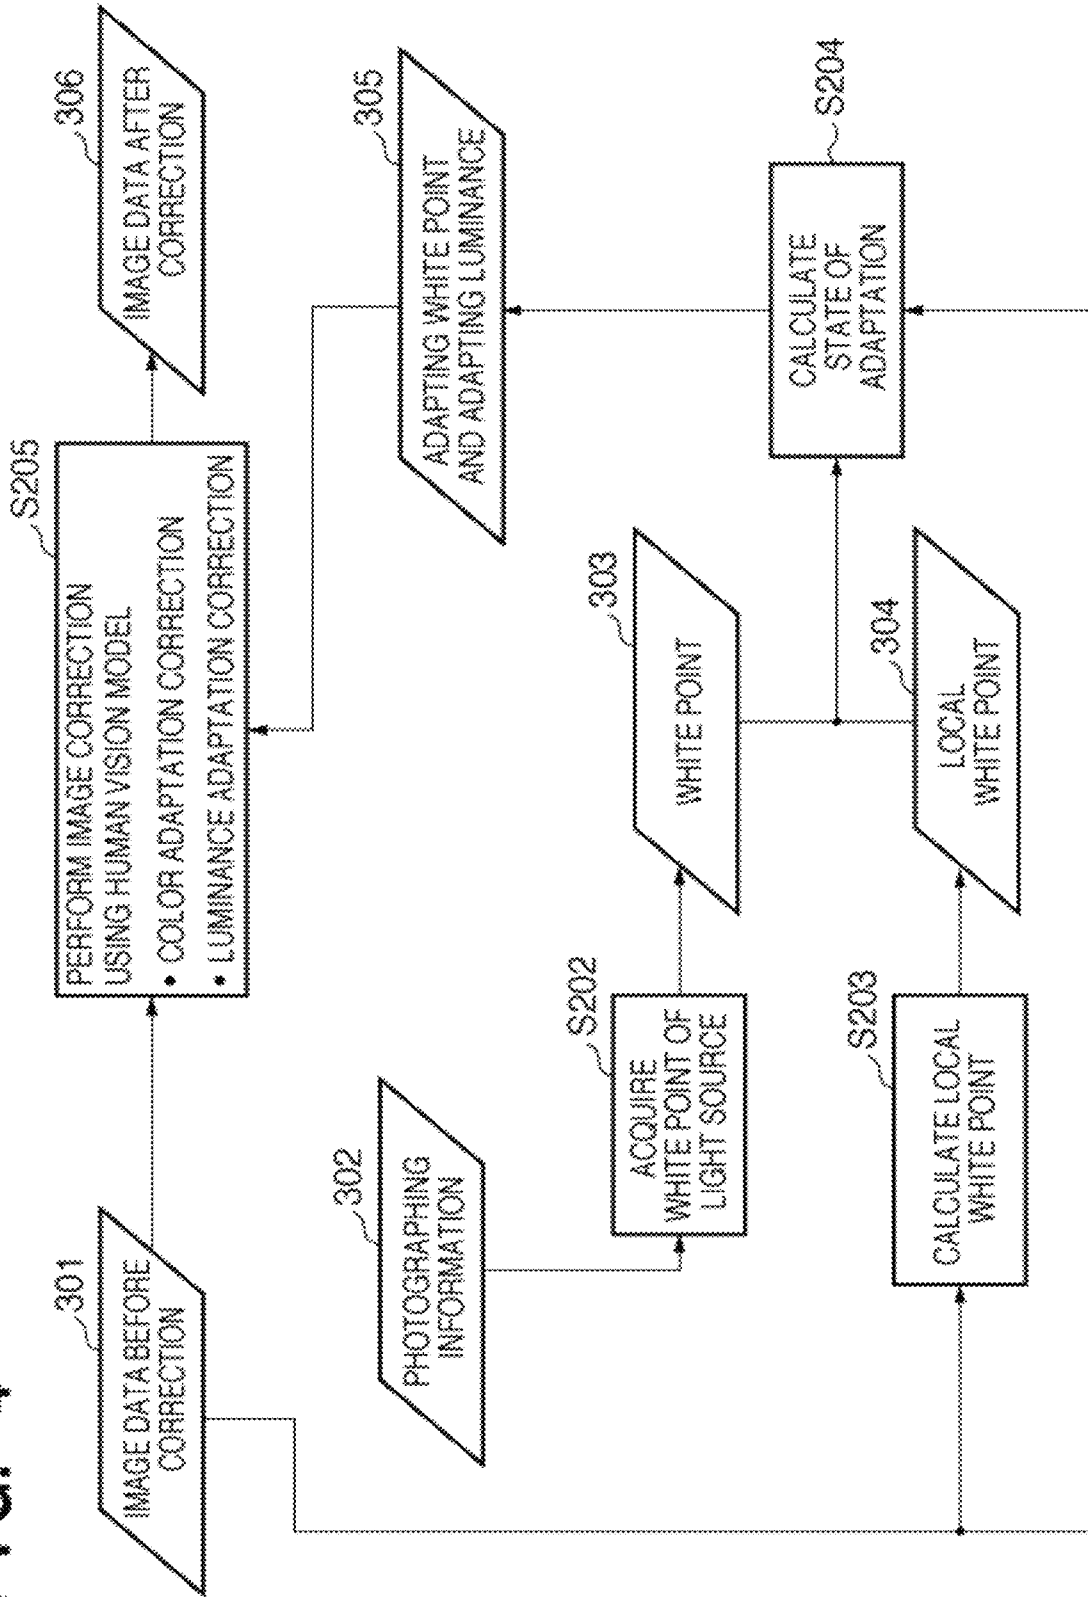 301
IMAGE DATA BEFORE
CORRECTION
S205
PERFORM IMAGE CORRECTION
USING HUMAN VISION MODEL
• COLOR ADAPTATION CORRECTION
• LUMINANCE ADAPTATION CORRECTION
306
IMAGE DATA AFTER
CORRECTION
302
PHOTOGRAPHING
INFORMATION
305
ADAPTING WHITE POINT
AND ADAPTING LUMINANCE
S202
ACQUIRE
WHITE POINT OF
LIGHT SOURCE
303
WHITE POINT
S204
CALCULATE
STATE OF
ADAPTATION
S203
CALCULATE LOCAL
WHITE POINT
304
LOCAL
WHITE POINT